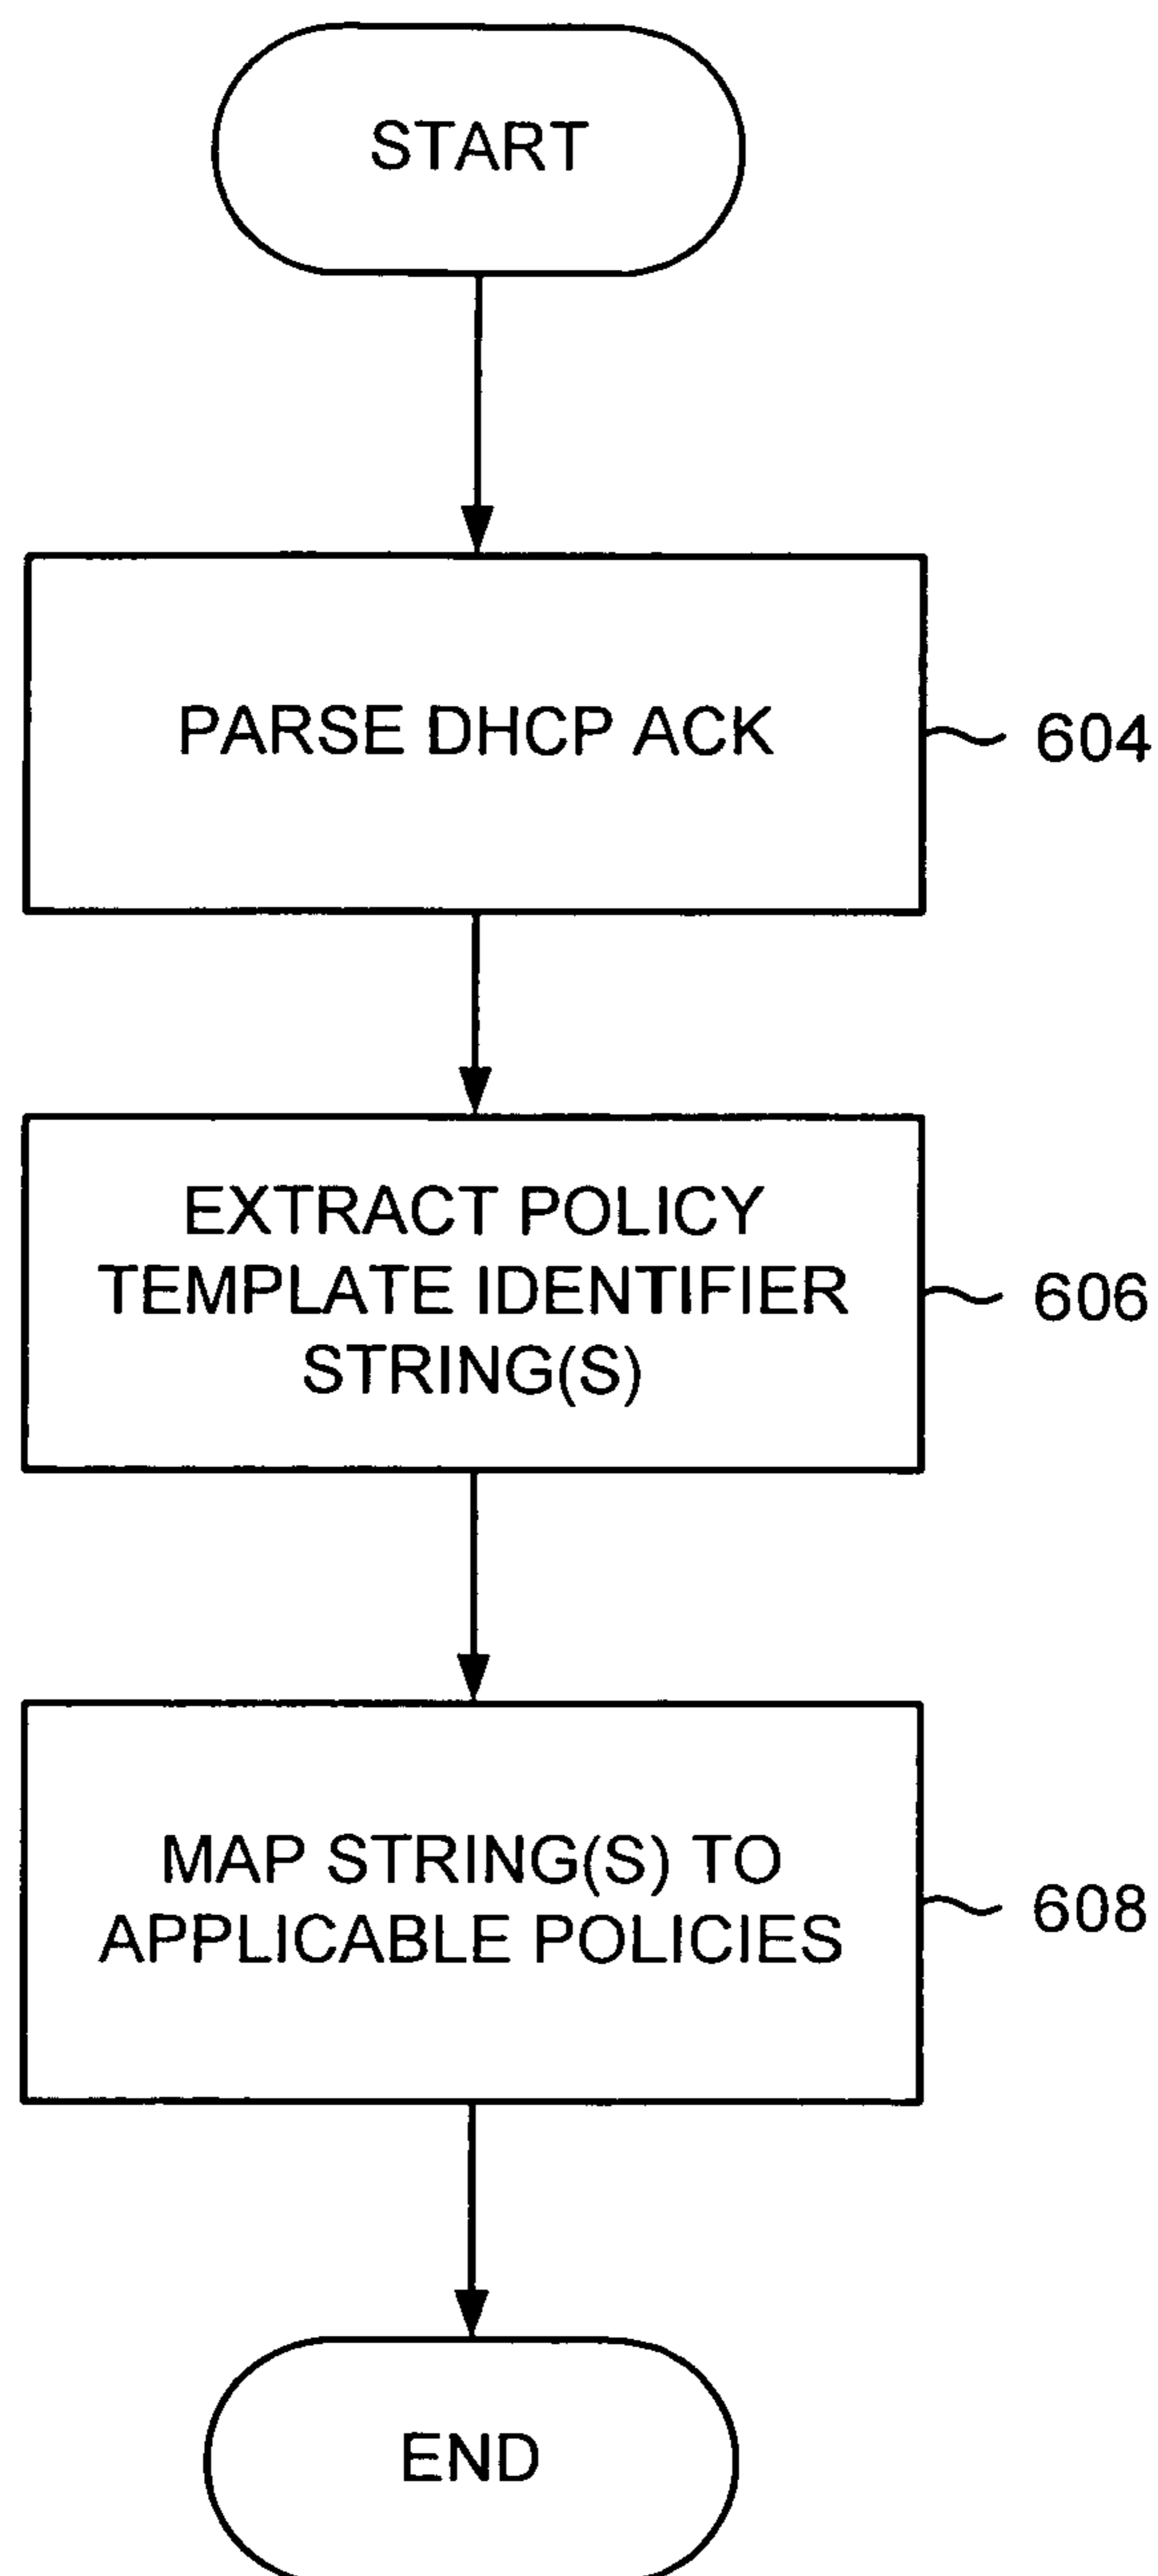 START
PARSE DHCP ACK
604
EXTRACT POLICY
TEMPLATE IDENTIFIER
STRING(S)
606
MAP STRING(S) TO
APPLICABLE POLICIES
608
END